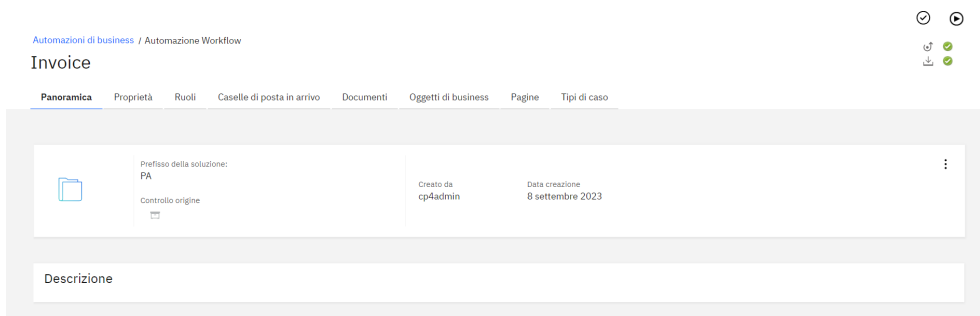 Automazioni di business / Automazione Workflow
Invoice
Panoramica Proprietà Ruoli Caselle di posta in arrivo Documenti Oggetti di business Pagine Tipi di caso
Prefisso della soluzione:
PA
Controllo origine
Creato da
cp4admin
Data creazione
8 settembre 2023
Descrizione